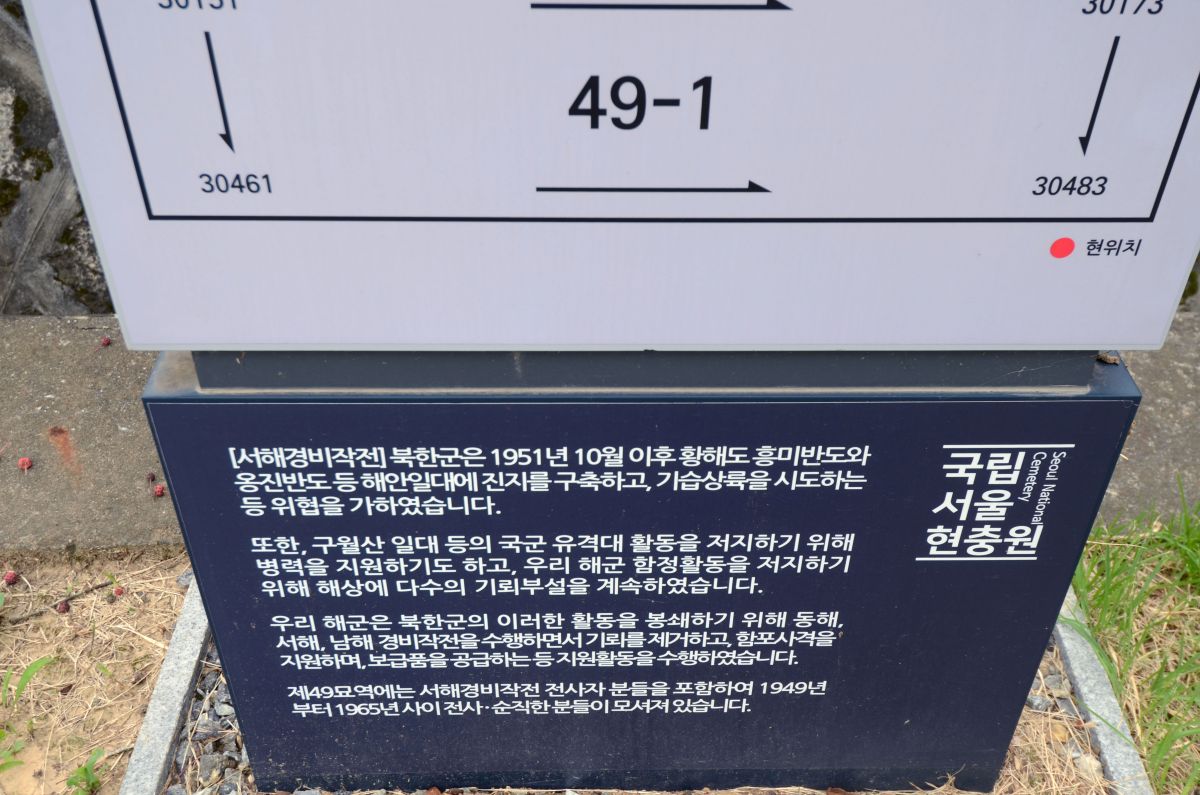 30151
30173
49-1
30461
30483
현위치
[서해경비작전] 북한군은 1951년 10월 이후 황해도 흥미반도와
옹진반도 등 해안일대에 진지를 구축하고, 기습상륙을 시도하는
등 위협을 가하였습니다.
또한, 구월산 일대 등의 국군 유격대 활동을 저지하기 위해
병력을 지원하기도 하고, 우리 해군 함정활동을 저지하기
위해 해상에 다수의 기뢰부설을 계속하였습니다.
우리 해군은 북한군의 이러한 활동을 봉쇄하기 위해 동해,
서해, 남해 경비작전을 수행하면서 기뢰를 제거하고, 함포사격을
지원하며, 보급품을 공급하는 등 지원활동을 수행하였습니다.
제49묘역에는 서해경비작전 전사자 분들을 포함하여 1949년
부터 1965년 사이 전사·순직한 분들이 모셔져 있습니다.
국립
서울
현충원
Seoul National
Cemetery